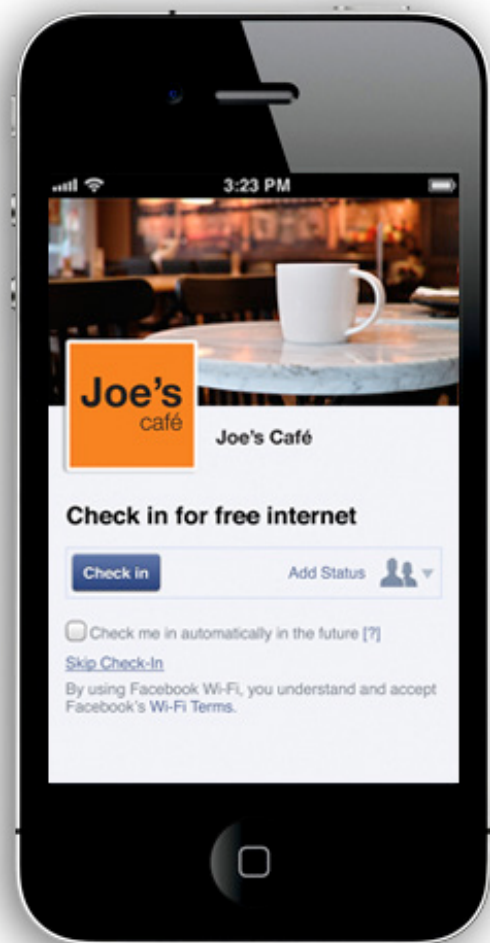 3:23 PM
Joe's
café
Joe's Café
Check in for free internet
Check in
Add Status
Check me in automatically in the future [?]
Skip Check-In
By using Facebook Wi-Fi, you understand and accept
Facebook's Wi-Fi Terms.